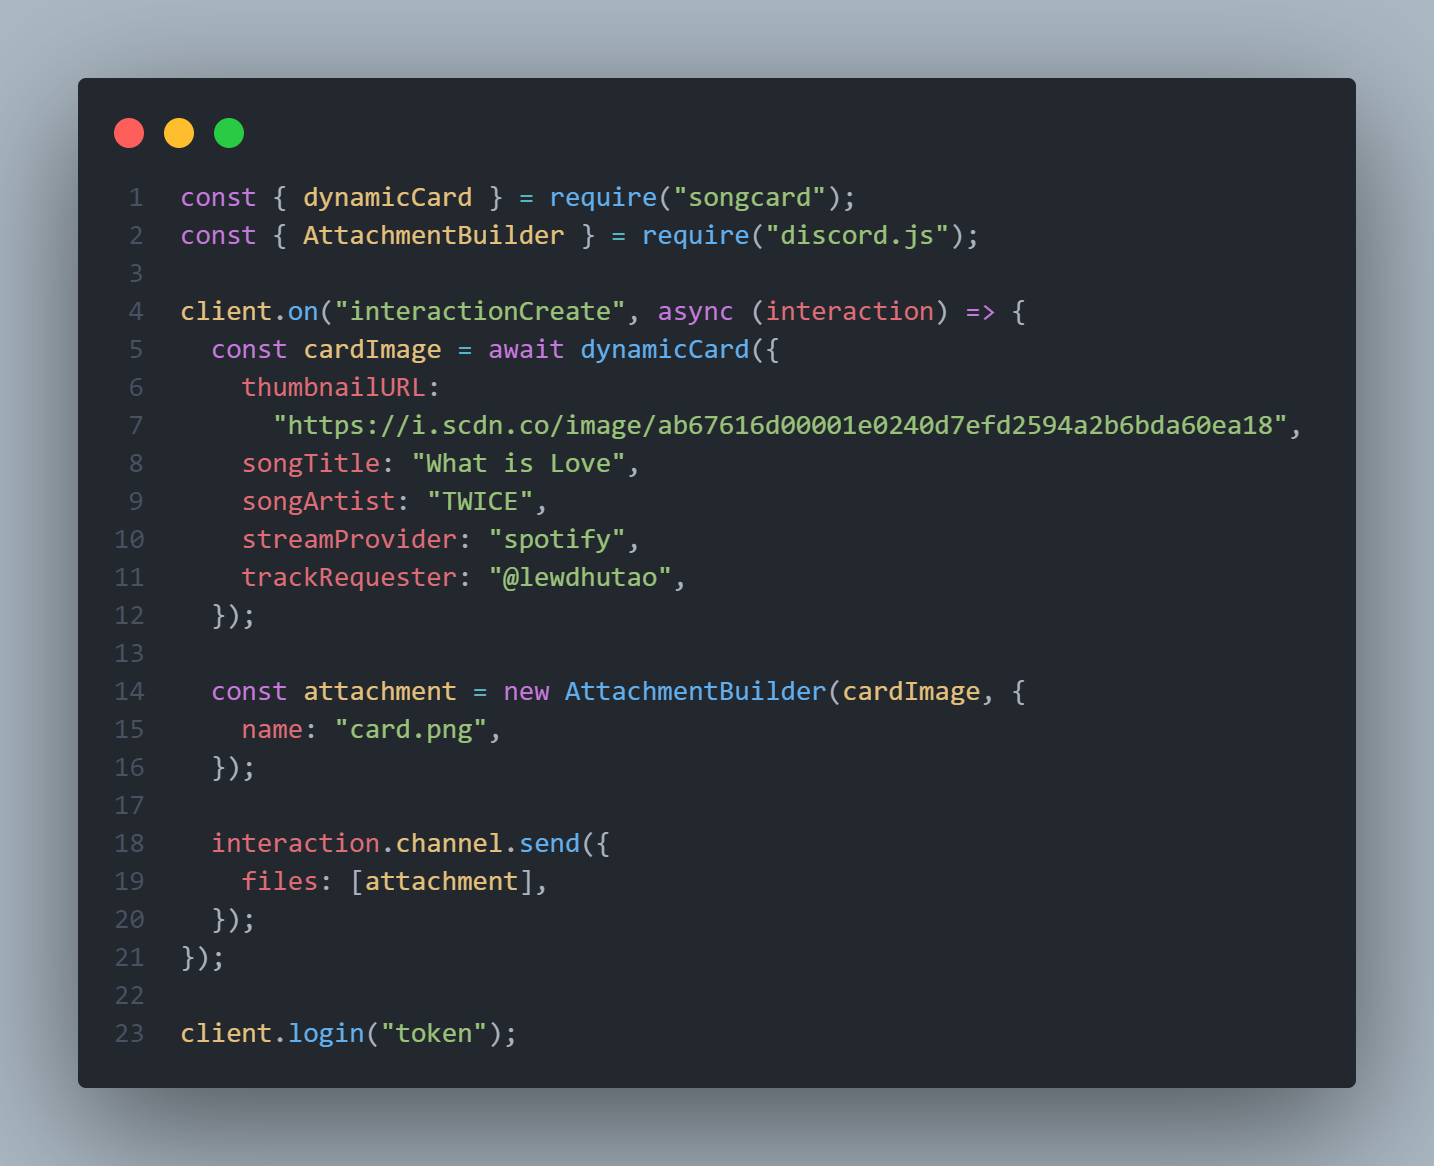 1 const { dynamicCard } = require("songcard");
2 const { AttachmentBuilder } = require("discord.js");
3
4 client.on("interactionCreate", async (interaction) => {
5   const cardImage = await dynamicCard({
6     thumbnailURL:
7       "https://i.scdn.co/image/ab67616d00001e0240d7efd2594a2b6bda60ea18",
8     songTitle: "What is Love",
9     songArtist: "TWICE",
10     streamProvider: "spotify",
11     trackRequester: "@lewdhutao",
12   });
13
14   const attachment = new AttachmentBuilder(cardImage, {
15     name: "card.png",
16   });
17
18   interaction.channel.send({
19     files: [attachment],
20   });
21 });
22
23 client.login("token");